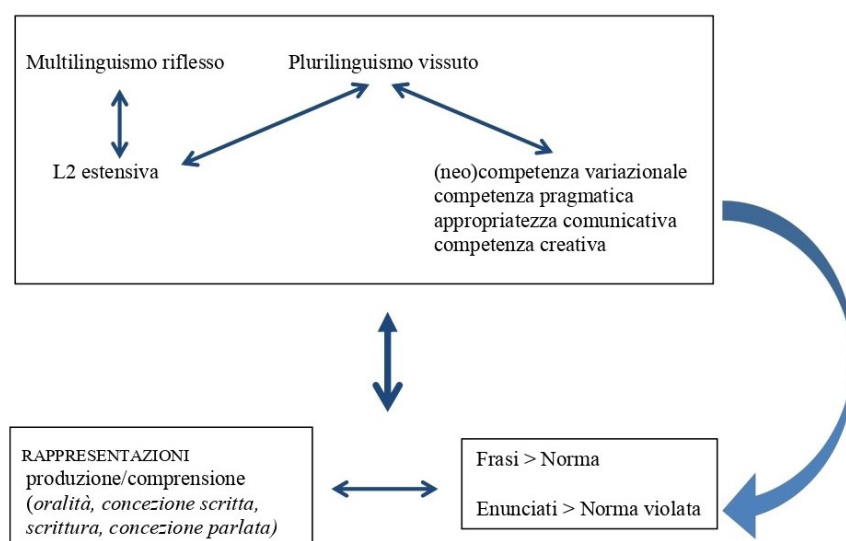 Multilinguismo riflesso
Plurilinguismo vissuto
L2 estensiva
(neo)competenza variazionale
competenza pragmatica
appropriatezza comunicativa
competenza creativa
RAPPRESENTAZIONI
produzione/comprensione
(oralità, concezione scritta,
scrittura, concezione parlata)
Frasi > Norma
Enunciati > Norma violata